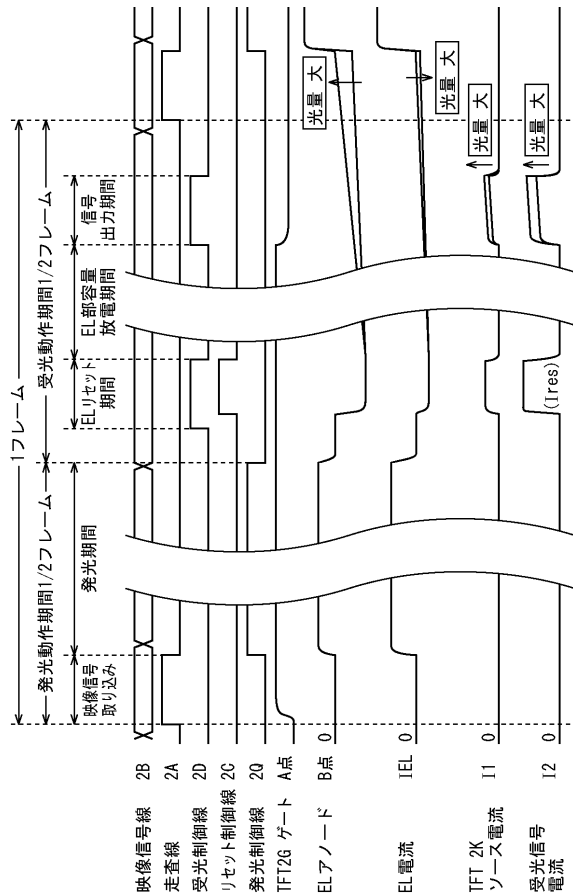 1フレーム
発光動作期間1/2フレーム
受光動作期間1/2フレーム
映像信号
取り込み
発光期間
ELリセット
期間
EL部容量
放電期間
信号
出力期間
映像信号線 2B
走査線 2A
受光制御線 2D
リセット制御線 2C
発光制御線 2Q
TFT2G ゲート A点
ELアノード B点 0
光量 大
EL電流 IEL 0
光量 大
TFT 2K
ソース電流 I1 0
光量 大
受光信号
電流 I2 0
(Ires)
光量 大